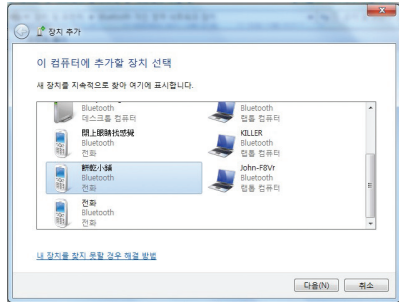 장치 추가
이 컴퓨터에 추가할 장치 선택
새 장치를 지속적으로 찾아 여기에 표시합니다.
Bluetooth
데스크톱 컴퓨터
Bluetooth
랩톱 컴퓨터
閉上眼睛找感覺
Bluetooth
전화
KILLER
Bluetooth
랩톱 컴퓨터
餅乾小舖
Bluetooth
전화
John-F8Vr
Bluetooth
랩톱 컴퓨터
전화
Bluetooth
전화
내 장치를 찾지 못할 경우 해결 방법
다음(N)
취소